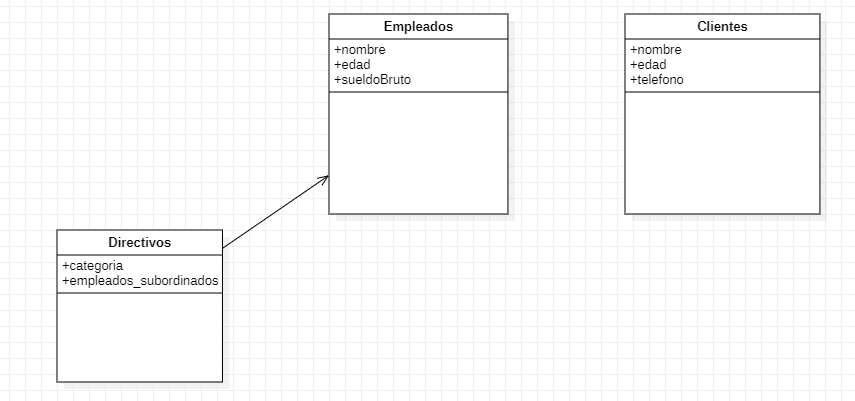 Empleados
+nombre
+edad
+sueldoBruto
Clientes
+nombre
+edad
+telefono
Directivos
+categoria
+empleados_subordinados